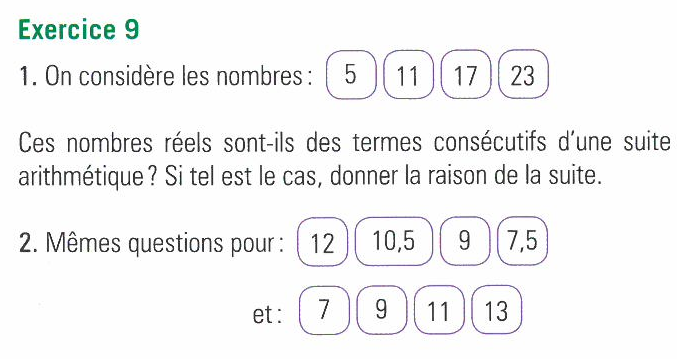 Exercice 9
1. On considère les nombres : 5 11 17 23
Ces nombres réels sont-ils des termes consécutifs d'une suite
arithmétique ? Si tel est le cas, donner la raison de la suite.
2. Mêmes questions pour : 12 10,5 9 7,5
et : 7 9 11 13